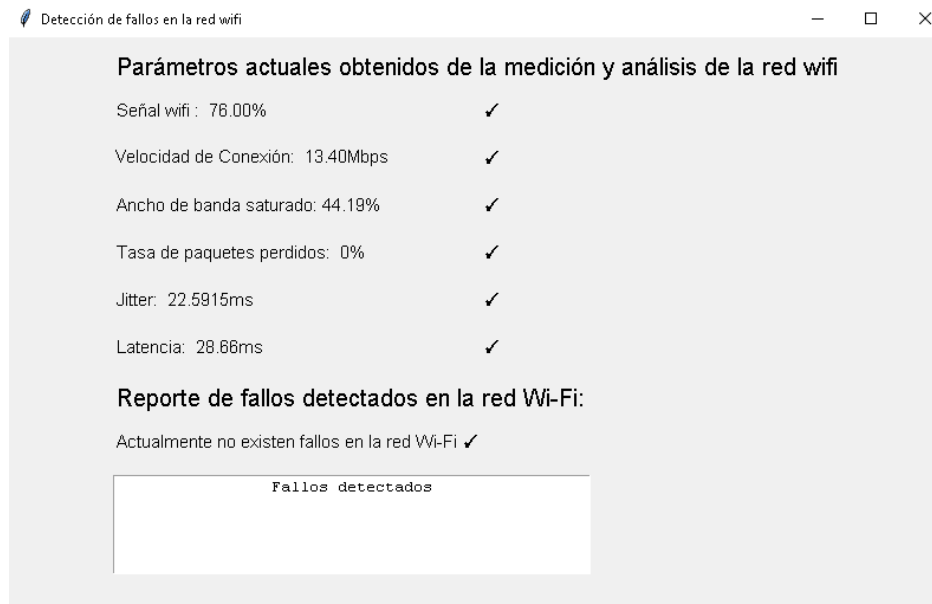 Detección de fallos en la red wifi
Parámetros actuales obtenidos de la medición y análisis de la red wifi
Señal wifi :  76.00% ✓
Velocidad de Conexión:  13.40Mbps ✓
Ancho de banda saturado: 44.19% ✓
Tasa de paquetes perdidos:  0% ✓
Jitter:  22.5915ms ✓
Latencia:  28.66ms ✓
Reporte de fallos detectados en la red Wi-Fi:
Actualmente no existen fallos en la red Wi-Fi ✓
Fallos detectados